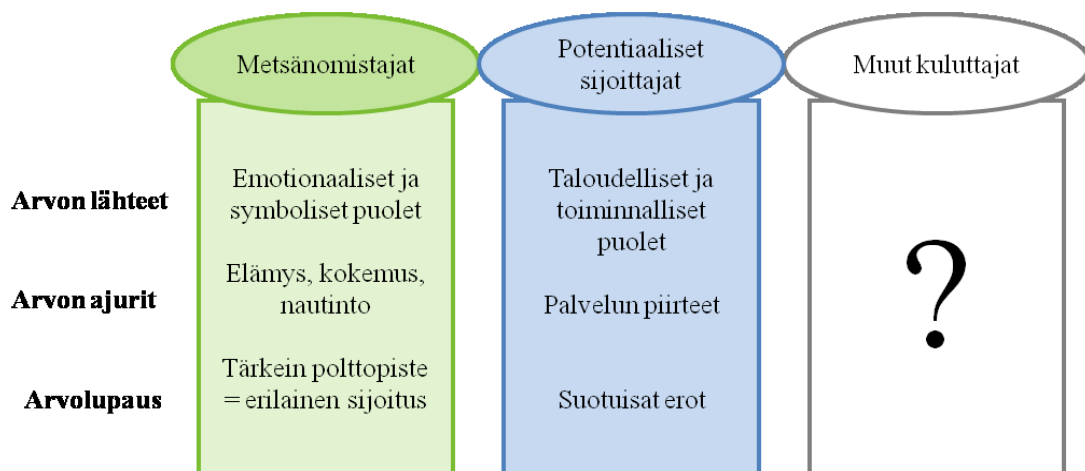 Metsänomistajat
Potentiaaliset
sijoittajat
Muut kuluttajat
Arvon lähteet
Emotionaaliset ja
symboliset puolet
Taloudelliset ja
toiminnalliset
puolet
?
Arvon ajurit
Elämys, kokemus,
nautinto
Palvelun piirteet
Arvolupaus
Tärkein polttopiste
= erilainen sijoitus
Suotuisat erot